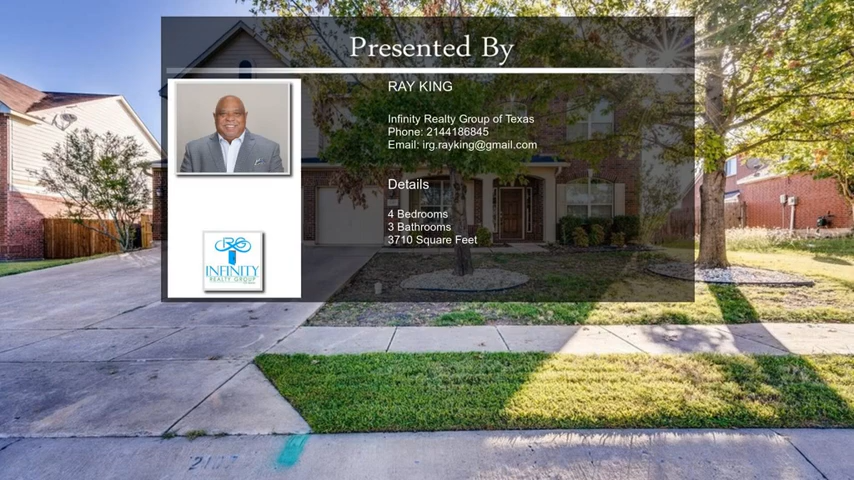 Presented By
RAY KING
Infinity Realty Group of Texas
Phone: 2144186845
Email: irg.rayking@gmail.com
Details
4 Bedrooms
3 Bathrooms
3710 Square Feet
INFINITY
REALTY GROUP